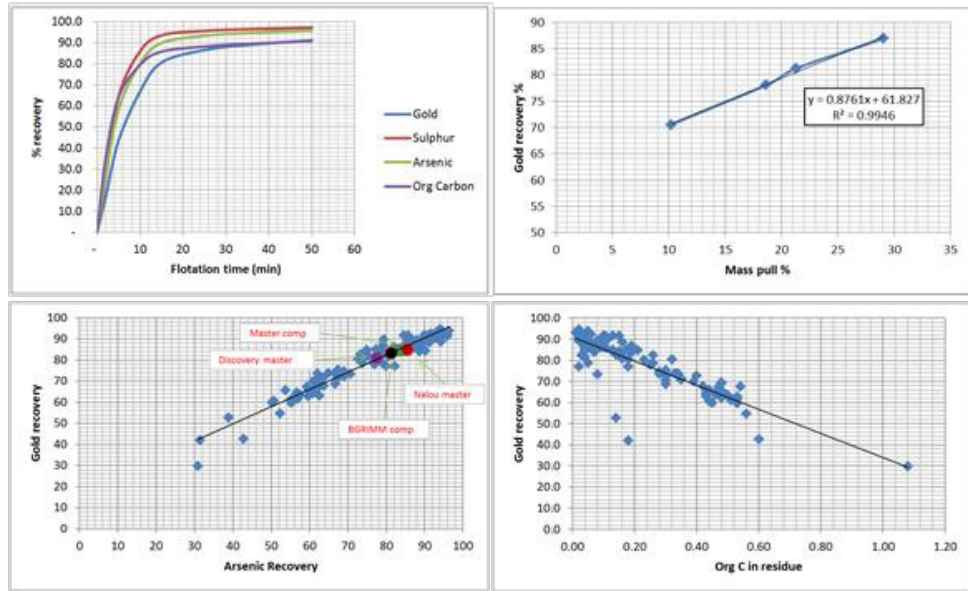 100.0
90.0
80.0
70.0
60.0
50.0
40.0
30.0
20.0
10.0
-
% recovery
- 10 20 30 40 50 60
Flotation time (min)
Gold
Sulphur
Arsenic
Org Carbon
90
85
80
75
70
65
60
55
50
Gold recovery %
y = 0.8761x + 61.827
R² = 0.9946
0 5 10 15 20 25 30 35
Mass pull %
100
90
80
70
60
50
40
30
20
10
0
Gold recovery
Master comp
Discovery master
Nalou master
BGRIMM comp
0 10 20 30 40 50 60 70 80 90 100
Arsenic Recovery
100.0
90.0
80.0
70.0
60.0
50.0
40.0
30.0
20.0
10.0
0.0
Gold recovery
0.00 0.20 0.40 0.60 0.80 1.00 1.20
Org C in residue